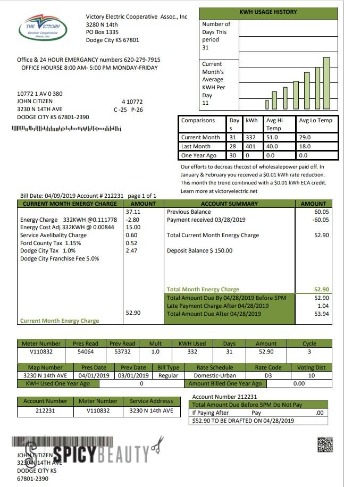 THE VICTORY
Victory Electric Cooperative Assoc., Inc
3280 N 14th
PO Box 1335
Dodge City KS 67801
Office & 24 HOUR EMERGANCY numbers 620-279-7915
OFFICE HOURSE 8:00 AM- 5:00 PM MONDAY-FRIDAY
KWH USAGE HISTORY
Number of
Days This
period
31
Current
Month's
Average
KWH Per
Day
11
10772 1 AV 0 380
JOHN CITIZEN 4 10772
3230 N 14TH AVE C -25 P-26
DODGE CITY KS 67801-2390
Comparisons Day s kWh Avg Hi Temp Avg Lo Temp
Current Month 31 332 51.0 29.0
Last Month 28 401 40.0 18.0
One Year Ago 30 0 0.0 0.0
Our efforts to decreas thecost of wholesalepower paid off. In
January & February you received a $0.01 kWh rate reduction.
This month the trend continued with a $0.01 kWh ECA credit.
Learn more at victoryelectric net
Bill Date: 04/09/2019 Account # 212231 page 1 of 1
CURRENT MONTH ENERGY CHARGE AMOUNT ACCOUNT SUMMARY AMOUNT
37.11 Previous Balance 60.05
Energy Charge 332KWH @0.111778 -2.80 Payment received 03/28/2019 -60.05
Energy Cost Adj 332KWH @ 0.00844 15.00
Service Avelibality Charge 0.60 Total Current Month Energy Charge 52.90
Ford County Tax 1.15% 0.52
Dodge City Tax 1.0% 2.47 Deposit Balance $ 150.00
Dodge City Franchise Fee 5.0%
Total Month Energy Charge 52.90
Total Amount Due By 04/28/2019 Before 5PM 52.90
Late Payment Charge After 04/28/2019 1.04
52.90 Total Amount Due After 04/28/2019 53.94
Current Month Energy Charge
Meter Number Pres Read Prev Read Mult KWH Used Days Amount Cycle
V110832 54064 53732 1.0 332 31 52.90 3
Map Number Pres Date Prev Date Bill Type Rate Schedule Rate Code District
3230 N 14TH AVE 04/01/2019 03/01/2019 Regular Domestic-Urban D3 10
KWH Used One Year Ago 0 Amount Billed One Year Ago 0.00
Account Number Meter Number Service Addresss
212231 V110832 3230 N 14TH AVE
Account Number 212231
Total Amount Due Before 5PM Do Not Pay
If Paying After Pay .00
$52.90 TO BE DRAFTED ON 04/28/2019
SPICYBEAUTY
JOHN CITIZEN
3230 N 14TH AVE
DODGE CITY KS
67801-2390